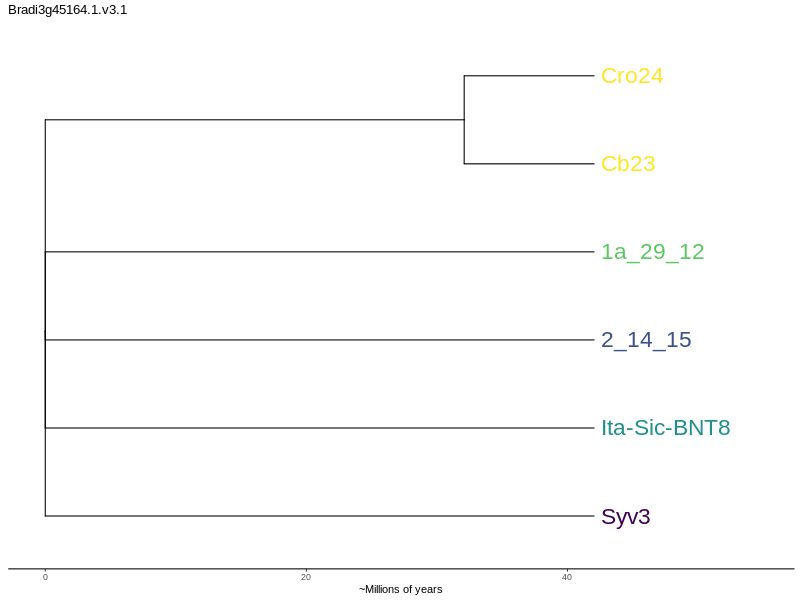 Bradi3g45164.1.v3.1
Cro24
Cb23
1a_29_12
2_14_15
Ita-Sic-BNT8
Syv3
0 20 40
~Millions of years